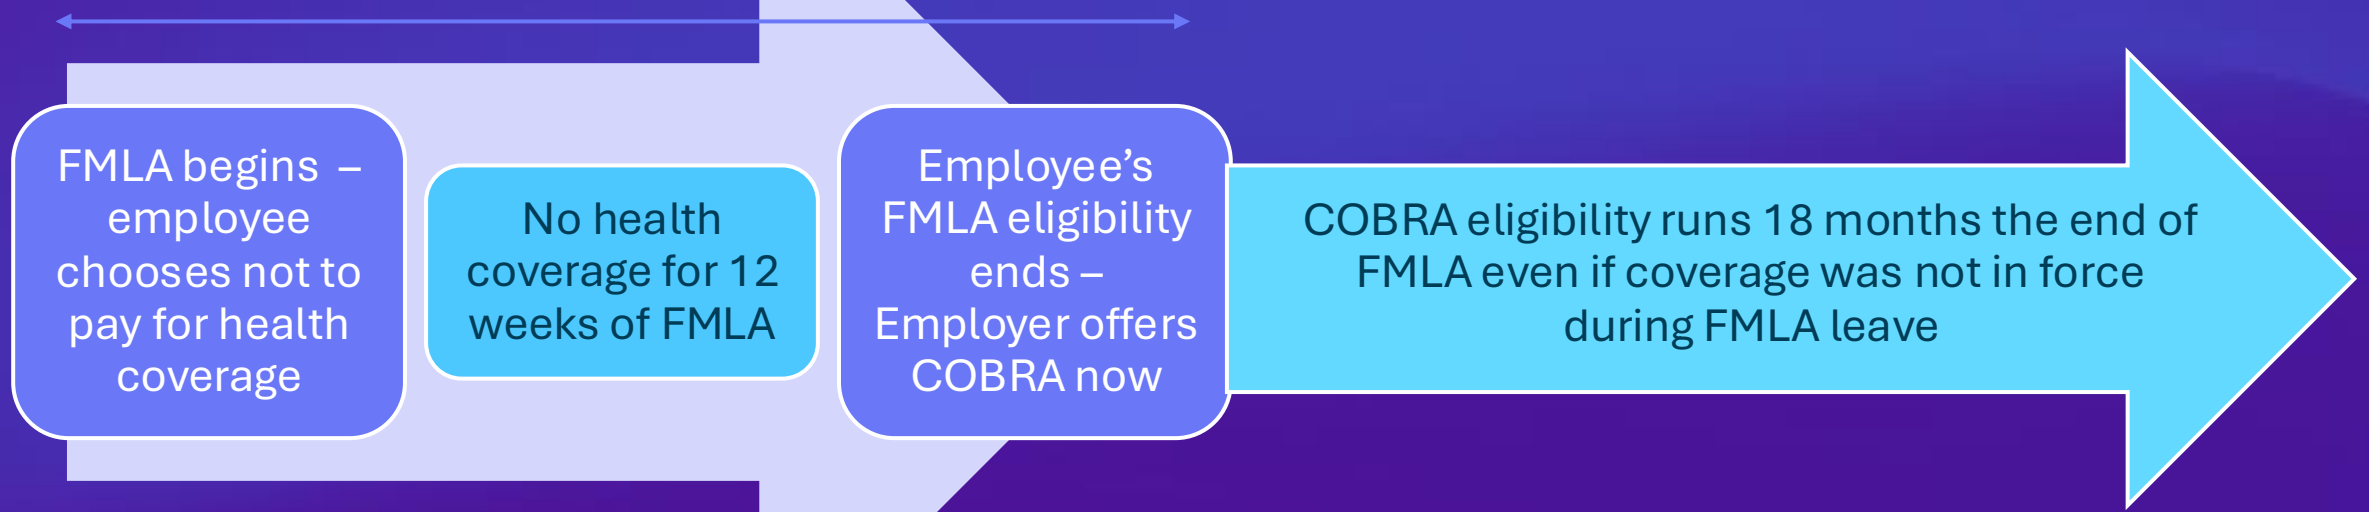 FMLA begins –
employee
chooses not to
pay for health
coverage
No health
coverage for 12
weeks of FMLA
Employee’s
FMLA eligibility
ends –
Employer offers
COBRA now
COBRA eligibility runs 18 months the end of
FMLA even if coverage was not in force
during FMLA leave